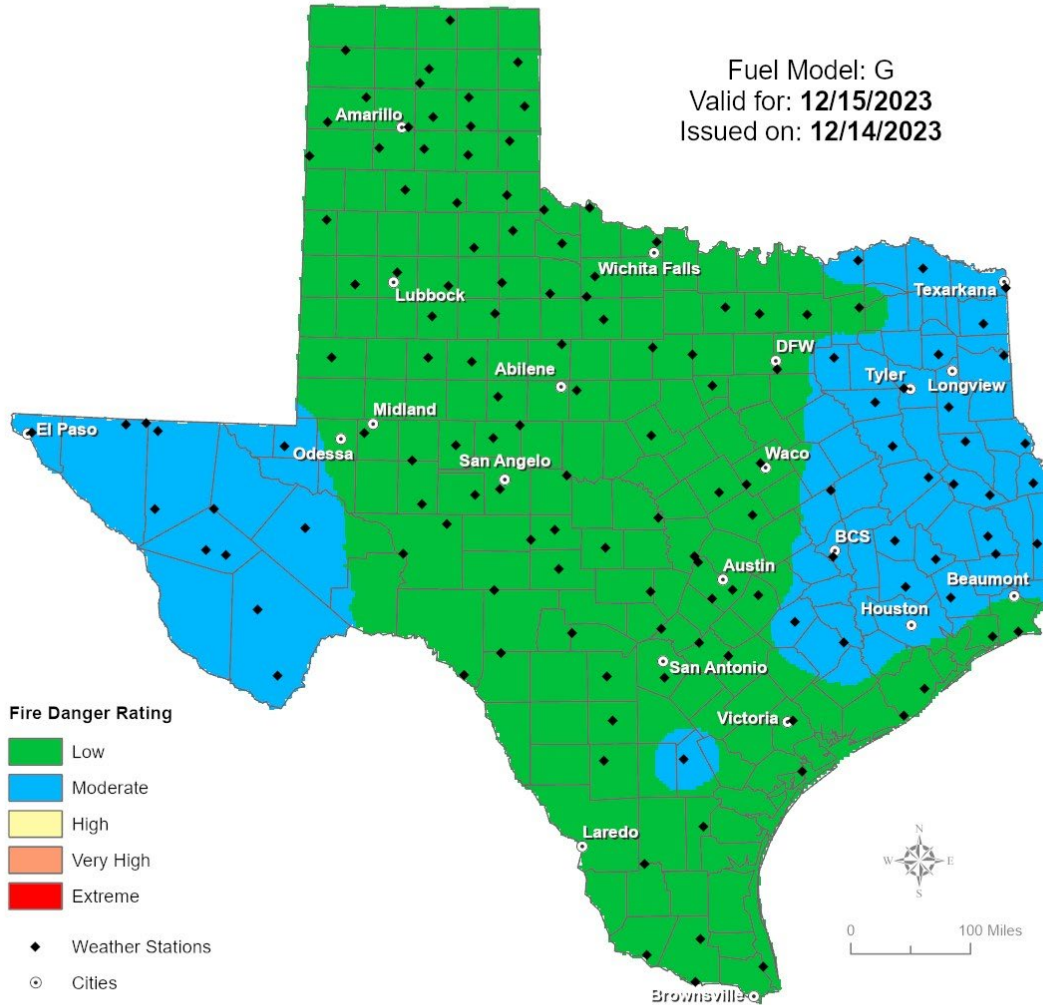 Fuel Model: G
Valid for: 12/15/2023
Issued on: 12/14/2023
Amarillo
Wichita Falls
Lubbock
Texarkana
DFW
Abilene
Tyler
Longview
Midland
El Paso
Odessa
San Angelo
Waco
BCS
Austin
Beaumont
Houston
San Antonio
Victoria
Fire Danger Rating
Low
Moderate
High
Very High
Extreme
Weather Stations
Cities
Laredo
N
W
E
S
0
100 Miles
Brownsville